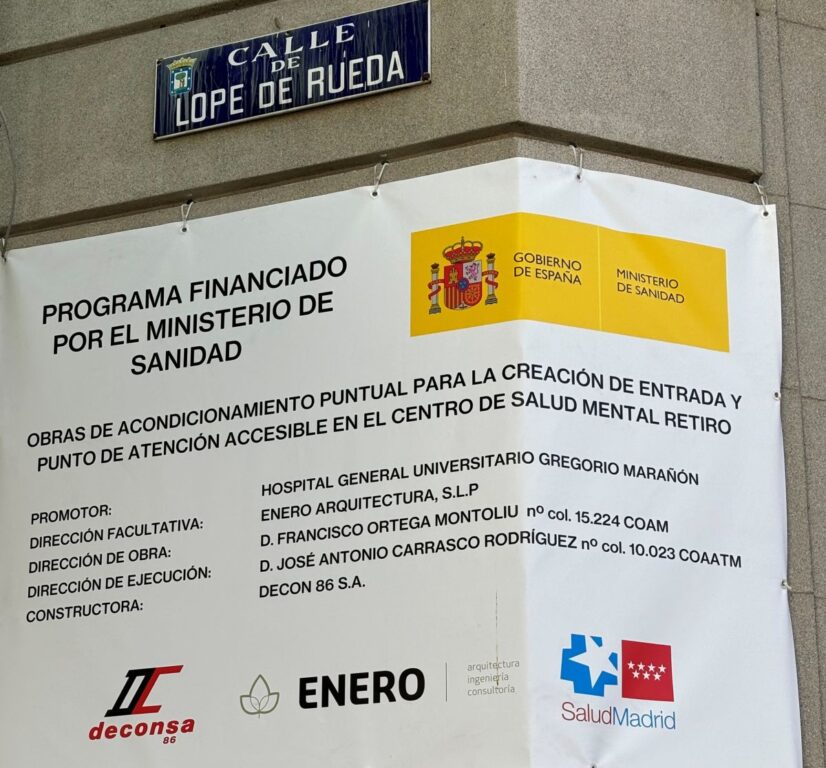 CALLE
DE
LOPE DE RUEDA
PROGRAMA FINANCIADO
POR EL MINISTERIO DE
SANIDAD
GOBIERNO
DE ESPAÑA
MINISTERIO
DE SANIDAD
OBRAS DE ACONDICIONAMIENTO PUNTUAL PARA LA CREACIÓN DE ENTRADA Y
PUNTO DE ATENCIÓN ACCESIBLE EN EL CENTRO DE SALUD MENTAL RETIRO
PROMOTOR: HOSPITAL GENERAL UNIVERSITARIO GREGORIO MARAÑÓN
DIRECCIÓN FACULTATIVA: ENERO ARQUITECTURA, S.L.P
DIRECCIÓN DE OBRA: D. FRANCISCO ORTEGA MONTOLIU nº col. 15.224 COAM
DIRECCIÓN DE EJECUCIÓN: D. JOSÉ ANTONIO CARRASCO RODRÍGUEZ nº col. 10.023 COAATM
CONSTRUCTORA: DECON 86 S.A.
deconsa
86
ENERO
arquitectura
ingeniería
consultoría
SaludMadrid